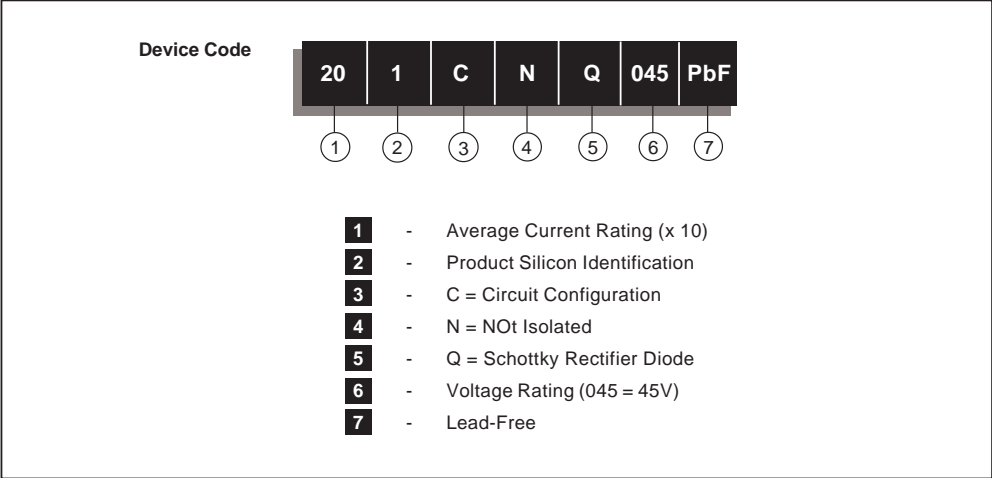 Device Code
20 1 C N Q 045 PbF
1 2 3 4 5 6 7
1 - Average Current Rating (x 10)
2 - Product Silicon Identification
3 - C = Circuit Configuration
4 - N = NOt Isolated
5 - Q = Schottky Rectifier Diode
6 - Voltage Rating (045 = 45V)
7 - Lead-Free